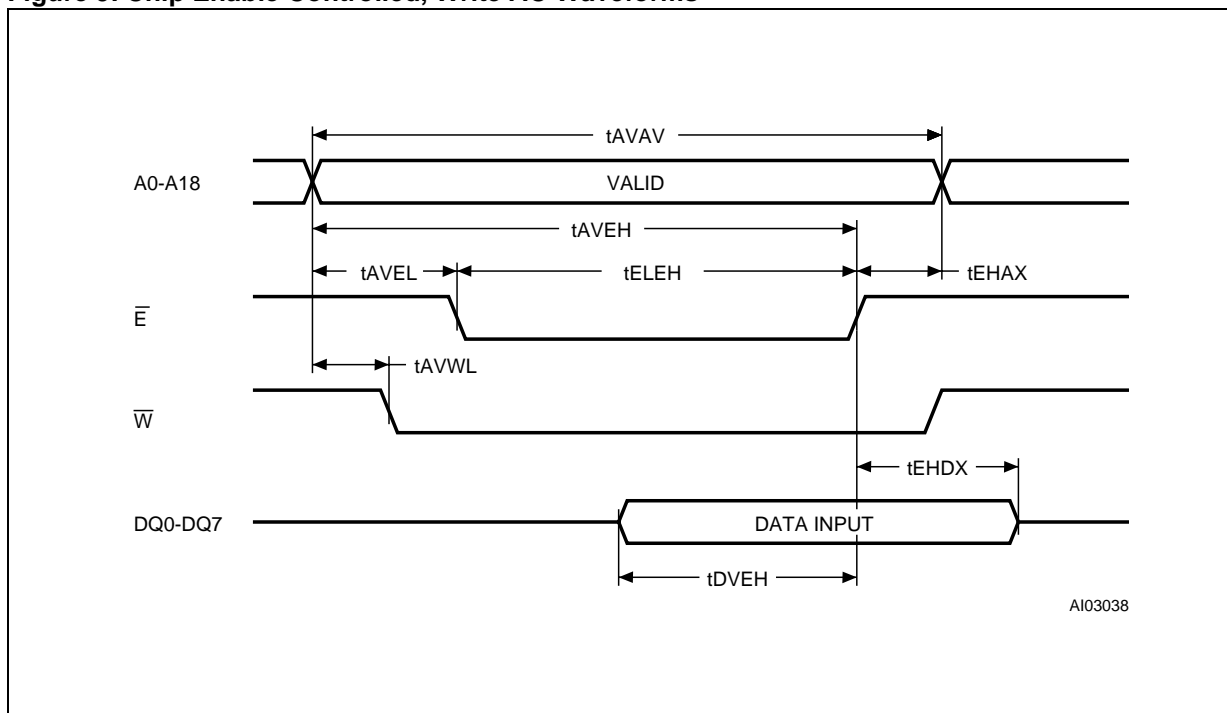 Figure Chip Enable Controlled, Write AC Waveforms
tAVAV
A0-A18 VALID
tAVEH
tAVEL tELEH tEHAX
E̅
tAVWL
W̅
tEHDX
DQ0-DQ7 DATA INPUT
tDVEH
AI03038